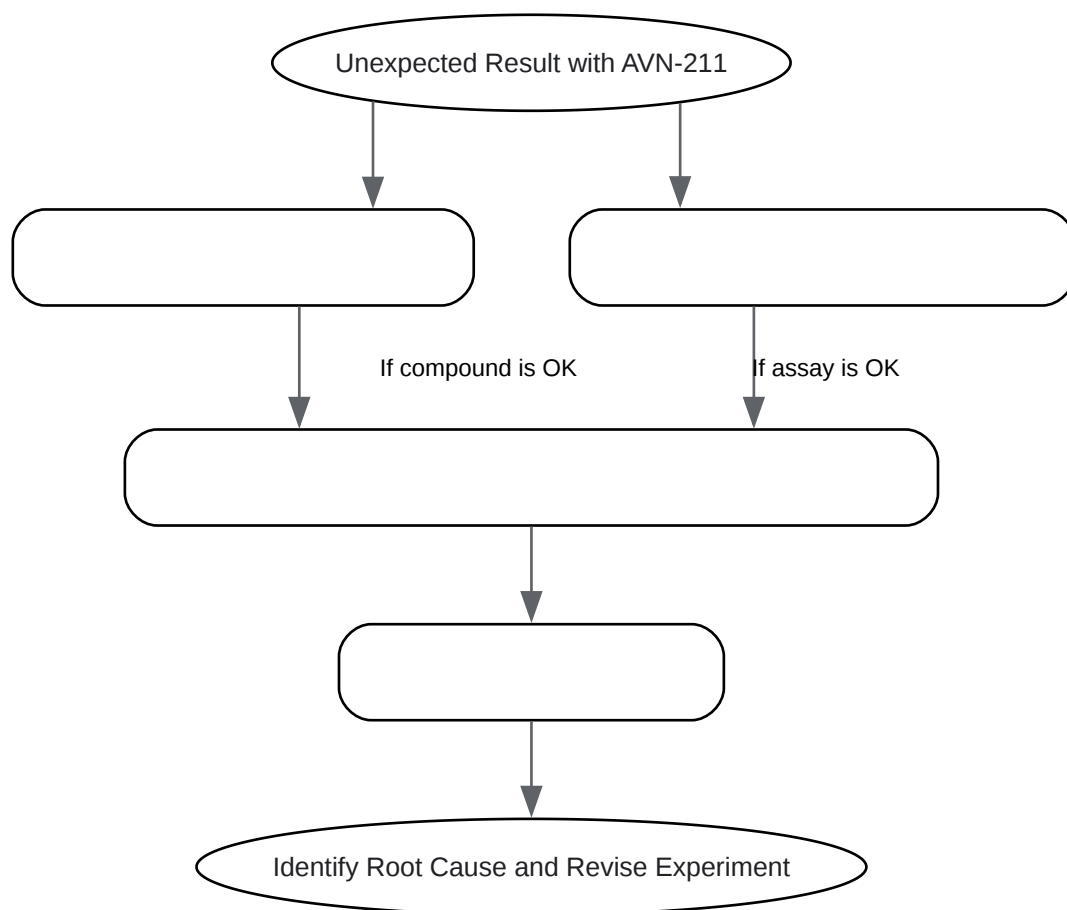 Unexpected Result with AVN-211
If compound is OK
If assay is OK
Identify Root Cause and Revise Experiment